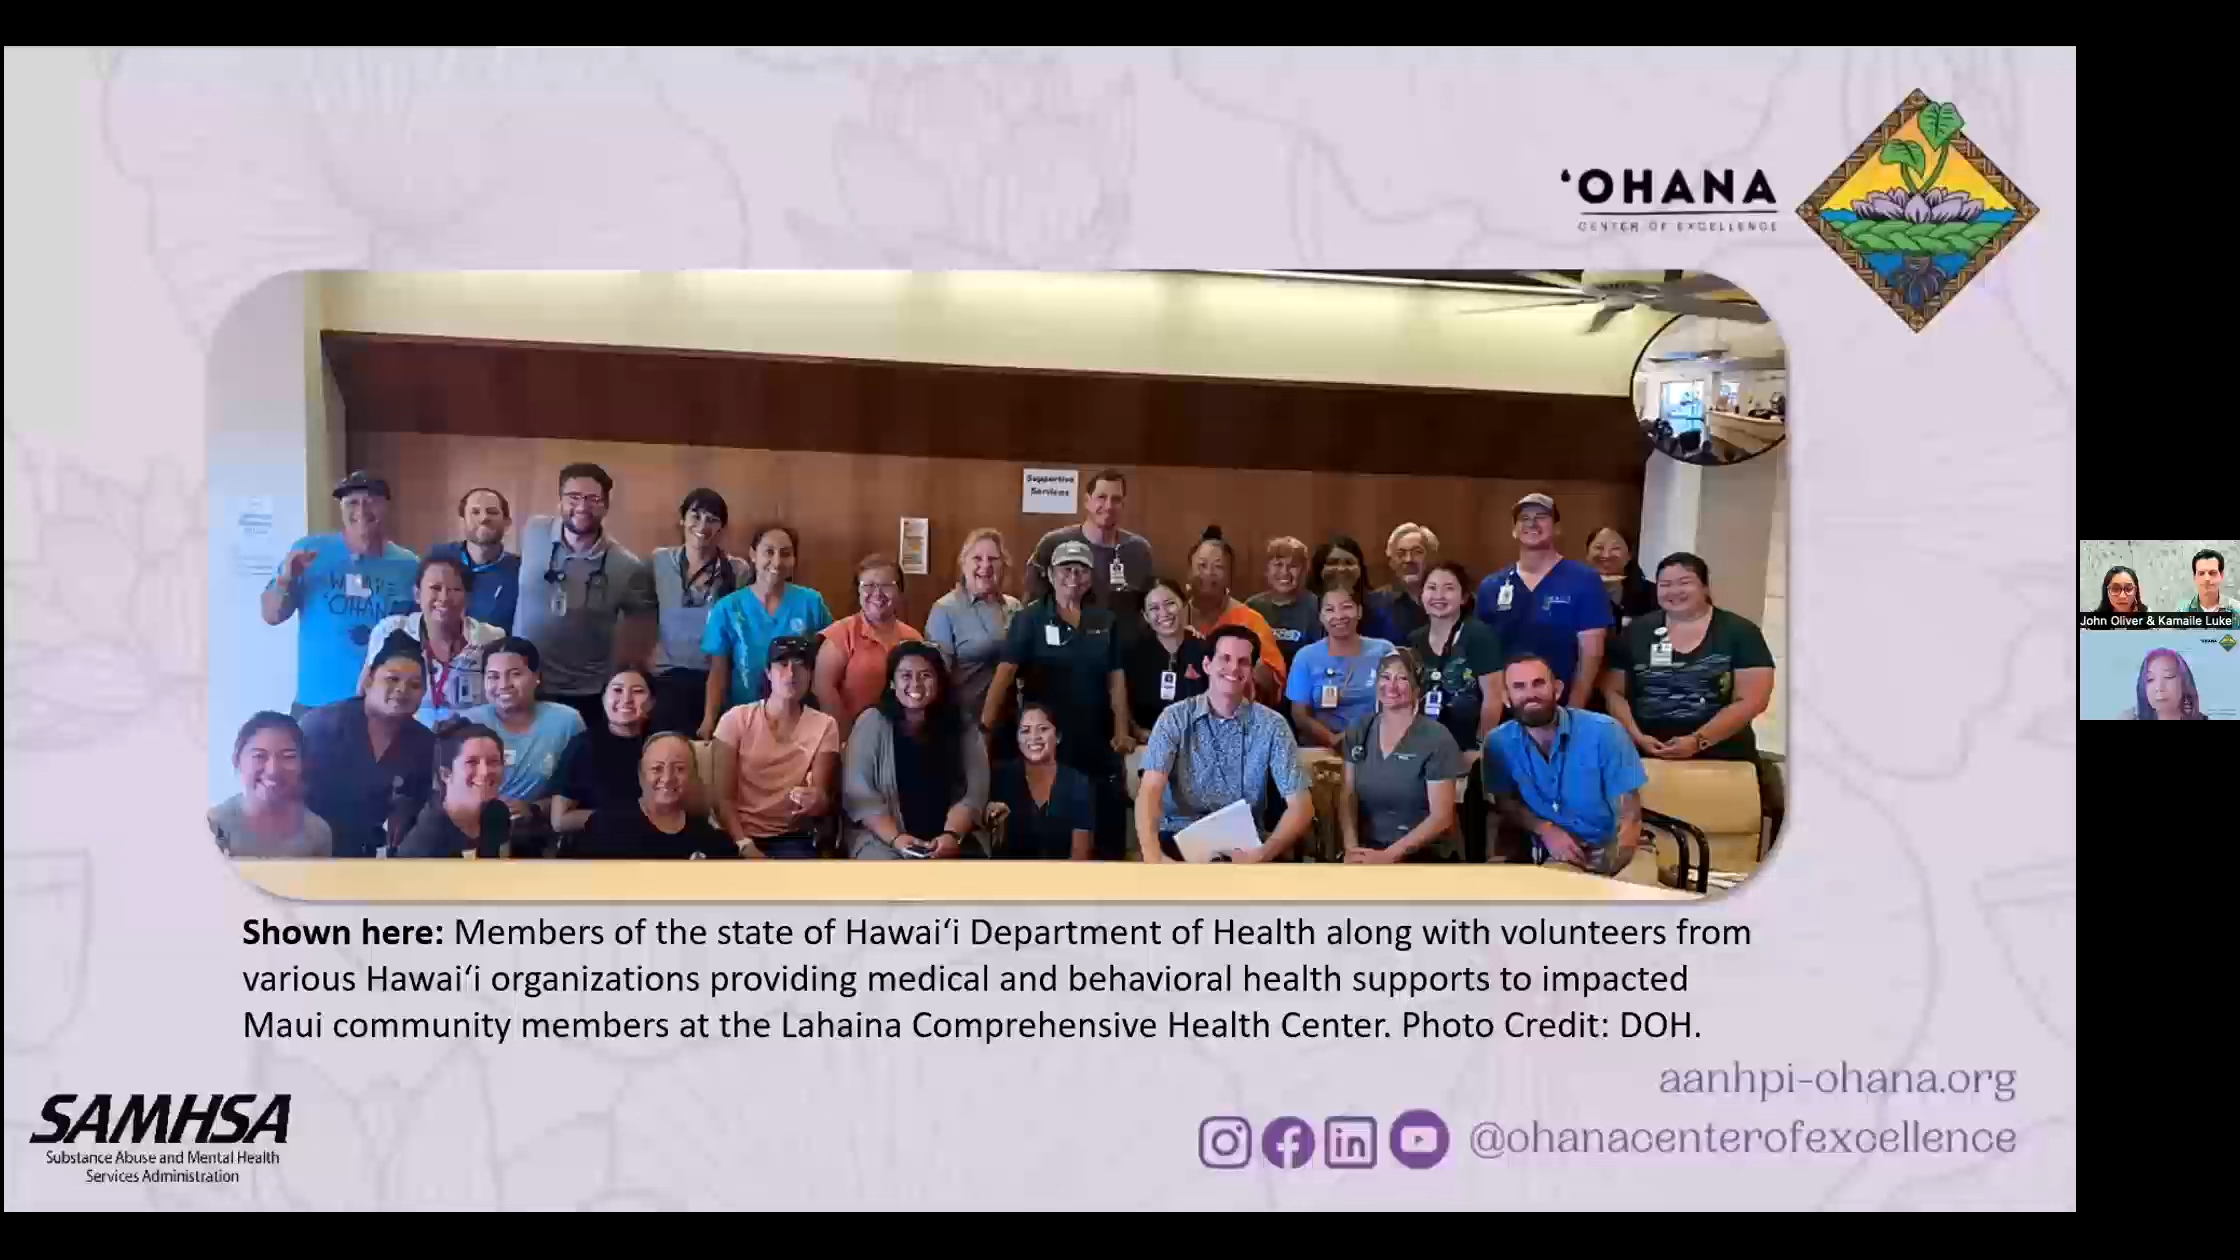 ʻOHANA
CENTER OF EXCELLENCE
Supportive
Services
'OHANA
Shown here: Members of the state of Hawaiʻi Department of Health along with volunteers from
various Hawaiʻi organizations providing medical and behavioral health supports to impacted
Maui community members at the Lahaina Comprehensive Health Center. Photo Credit: DOH.
aanhpi-ohana.org
@ohanacenterofexcellence
SAMHSA
Substance Abuse and Mental Health
Services Administration
John Oliver & Kamaile Luke